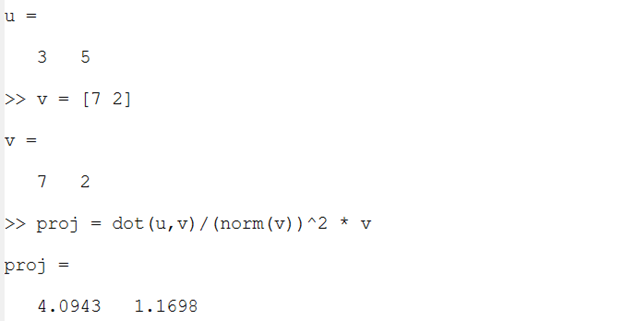 u =
3 5
>> v = [7 2]
v =
7 2
>> proj = dot(u,v)/(norm(v))^2 * v
proj =
4.0943 1.1698